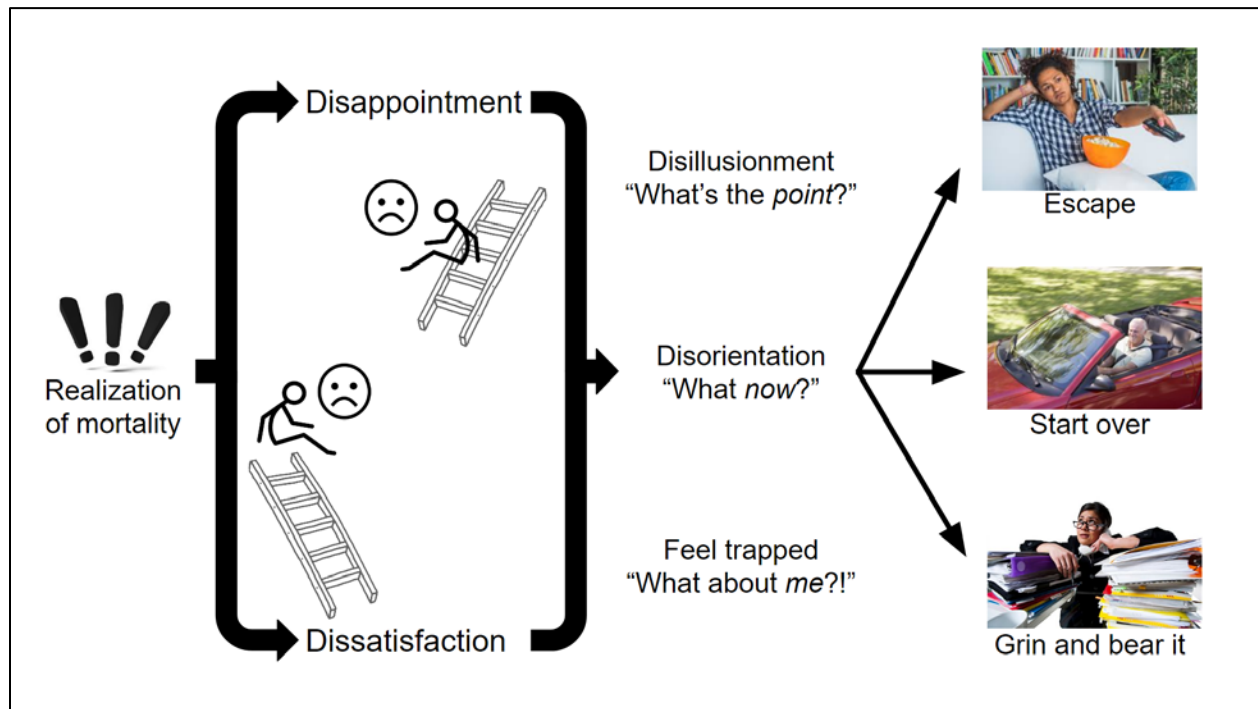 Disappointment
Realization
of mortality
Dissatisfaction
Disillusionment
“What’s the point?”
Disorientation
“What now?”
Feel trapped
“What about me?!”
Escape
Start over
Grin and bear it